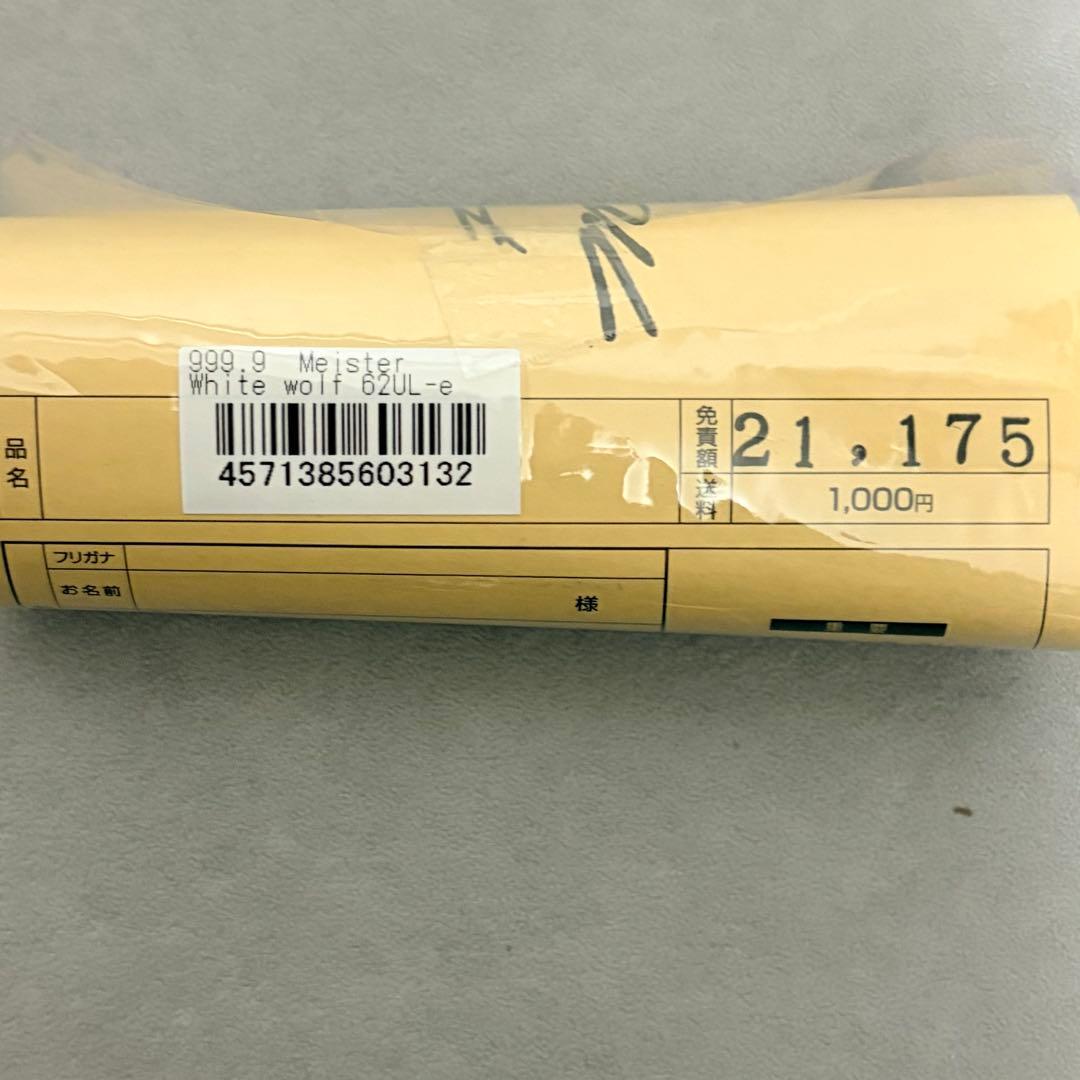 999.9 Meister
White wolf 62UL-e
4571385603132
品名
免責額
21,175
送料
1,000円
フリガナ
お名前
様